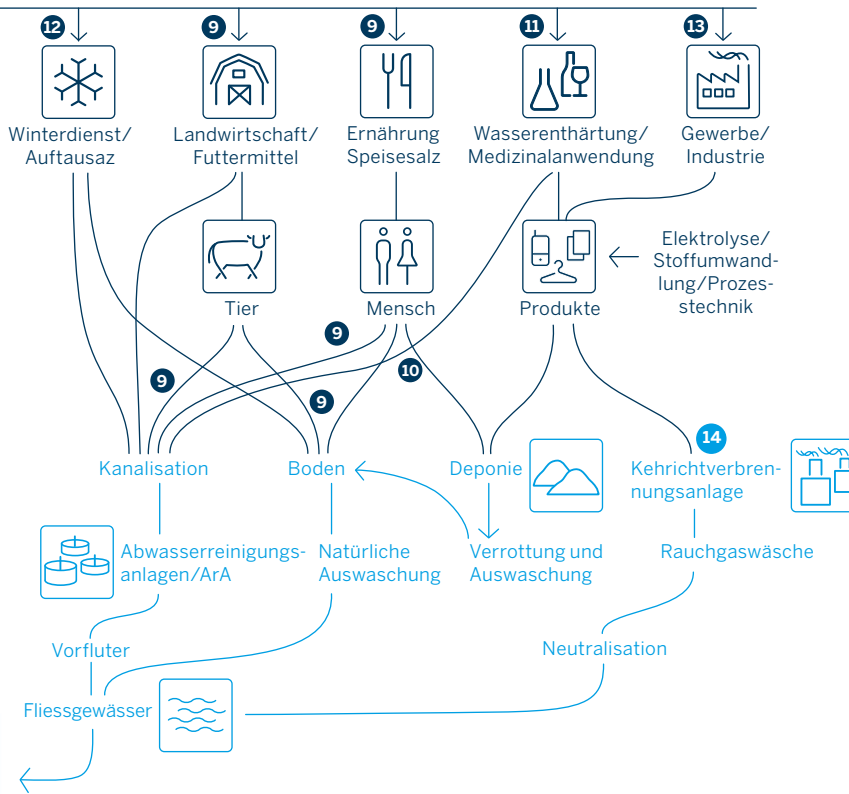 12
9
9
11
13
Winterdienst/
Auftausaz
Landwirtschaft/
Futtermittel
Ernährung
Speisesalz
Wasserenthärtung/
Medizinalanwendung
Gewerbe/
Industrie
Tier
Mensch
Produkte
Elektrolyse/
Stoffumwand-
lung/Prozes-
stechnik
9
9
9
10
14
Kanalisation
Boden
Deponie
Kehrichtverbren-
nungsanlage
Abwasserreinigungs-
anlagen/ArA
Natürliche
Auswaschung
Verrottung und
Auswaschung
Rauchgaswäsche
Vorfluter
Neutralisation
Fliessgewässer